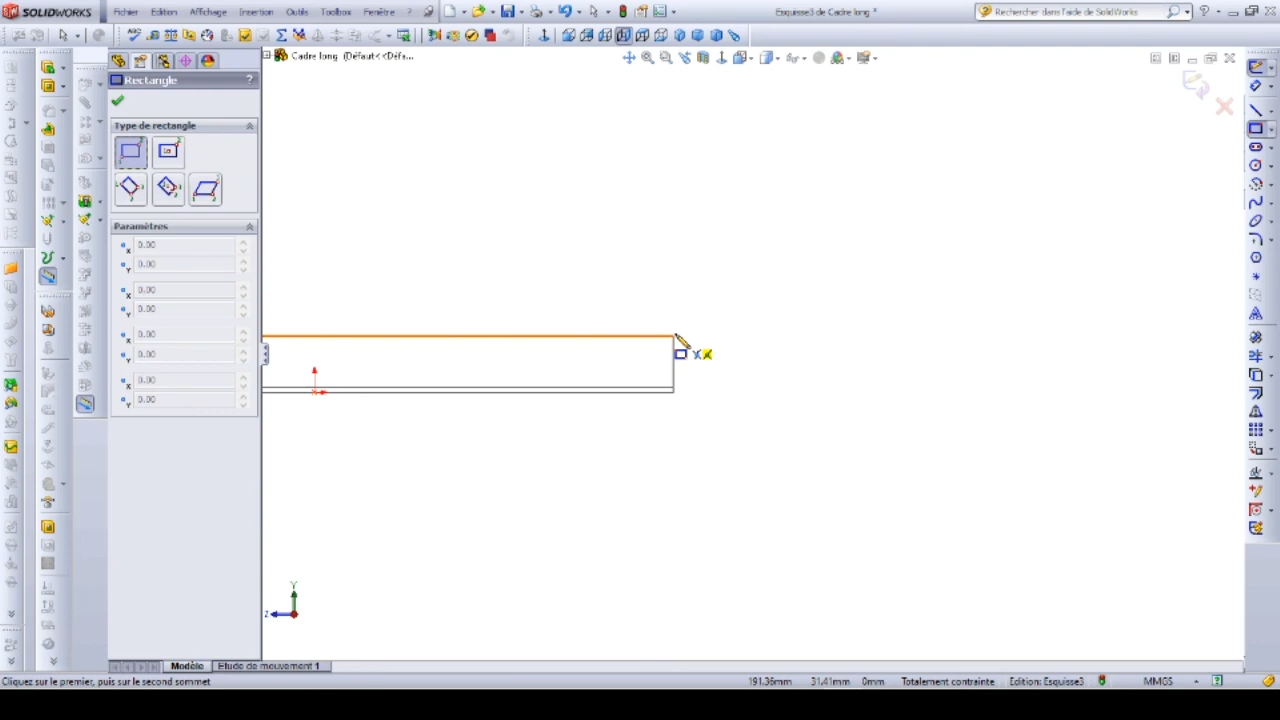 SOLIDWORKS
Fichier Edition Affichage Insertion Outils Toolbox Fenêtre ?
Esquisse3 de Cadre long *
Rechercher dans l'aide de SolidWorks
Cadre long (Défaut<<Défa...
Rectangle ?
Type de rectangle
Paramètres
X 0.00
Y 0.00
X 0.00
Y 0.00
X 0.00
Y 0.00
X 0.00
Y 0.00
Y
Z
Modèle Etude de mouvement 1
Cliquez sur le premier, puis sur le second sommet
191.36mm 31.41mm 0mm Totalement contrainte Edition: Esquisse3 MMGS